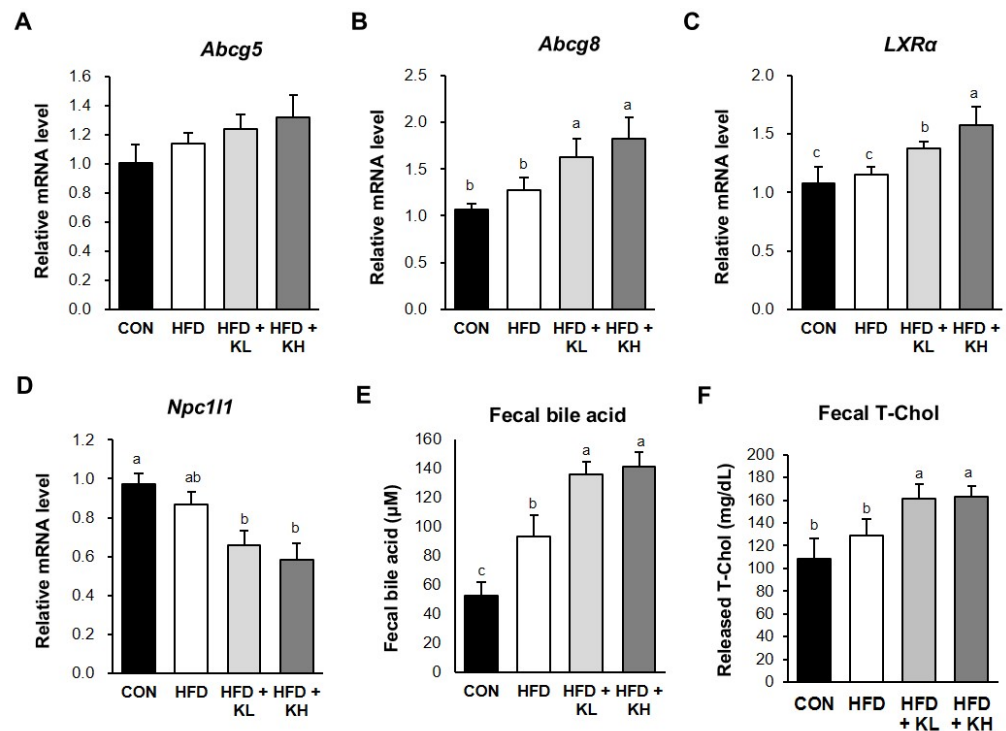 A
Abcg5
Relative mRNA level
1.6
1.4
1.2
1.0
0.8
0.6
0.4
0.2
0.0
CON
HFD
HFD +
KL
HFD +
KH
B
Abcg8
Relative mRNA level
2.5
2.0
1.5
1.0
1.5
0.0
b
b
a
a
CON
HFD
HFD +
KL
HFD +
KH
C
LXRα
Relative mRNA level
2.0
1.5
1.0
1.5
0.0
c
c
b
a
CON
HFD
HFD +
KL
HFD +
KH
D
Npc1l1
Relative mRNA level
1.2
1.0
0.8
0.6
0.4
0.2
0.0
a
ab
b
b
CON
HFD
HFD +
KL
HFD +
KH
E
Fecal bile acid
Fecal bile acid (µM)
160
140
120
100
80
60
40
20
0
c
b
a
a
CON
HFD
HFD +
KL
HFD +
KH
F
Fecal T-Chol
Released T-Chol (mg/dL)
200
180
160
140
120
100
160
140
120
0
b
b
a
a
CON
HFD
HFD
+ KL
HFD
+ KH